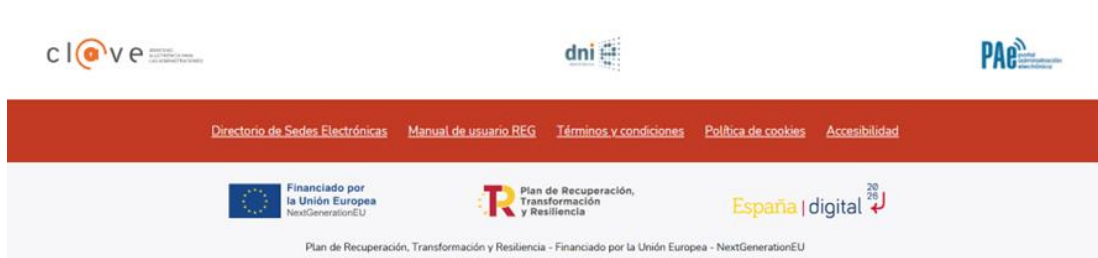 cl@ve
dni
PAe
Directorio de Sedes Electrónicas Manual de usuario REG Términos y condiciones Política de cookies Accesibilidad
Financiado por
la Unión Europea
NextGenerationEU
Plan de Recuperación,
Transformación
y Resiliencia
España | digital 2026
Plan de Recuperación, Transformación y Resiliencia - Financiado por la Unión Europea - NextGenerationEU